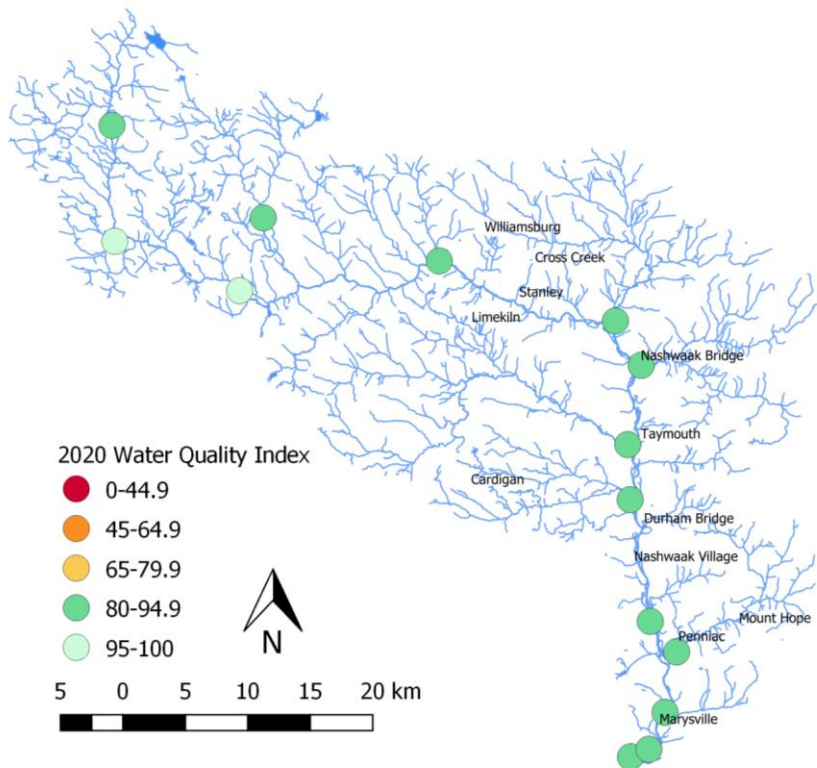 Williamsburg
Cross Creek
Stanley
Limekiln
Nashwaak Bridge
Taymouth
Cardigan
Durham Bridge
Nashwaak Village
Mount Hope
Penniac
Marysville
2020 Water Quality Index
0-44.9
45-64.9
65-79.9
80-94.9
95-100
N
5 0 5 10 15 20 km